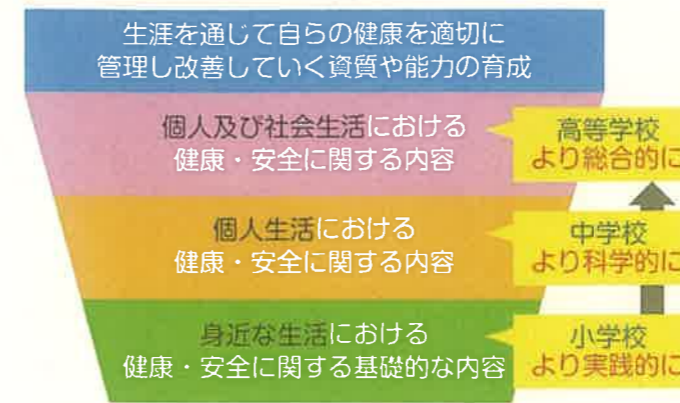 生涯を通じて自らの健康を適切に
管理し改善していく資質や能力の育成
個人及び社会生活における
健康・安全に関する内容
高等学校
より総合的に
個人生活における
健康・安全に関する内容
中学校
より科学的に
身近な生活における
健康・安全に関する基礎的な内容
小学校
より実践的に